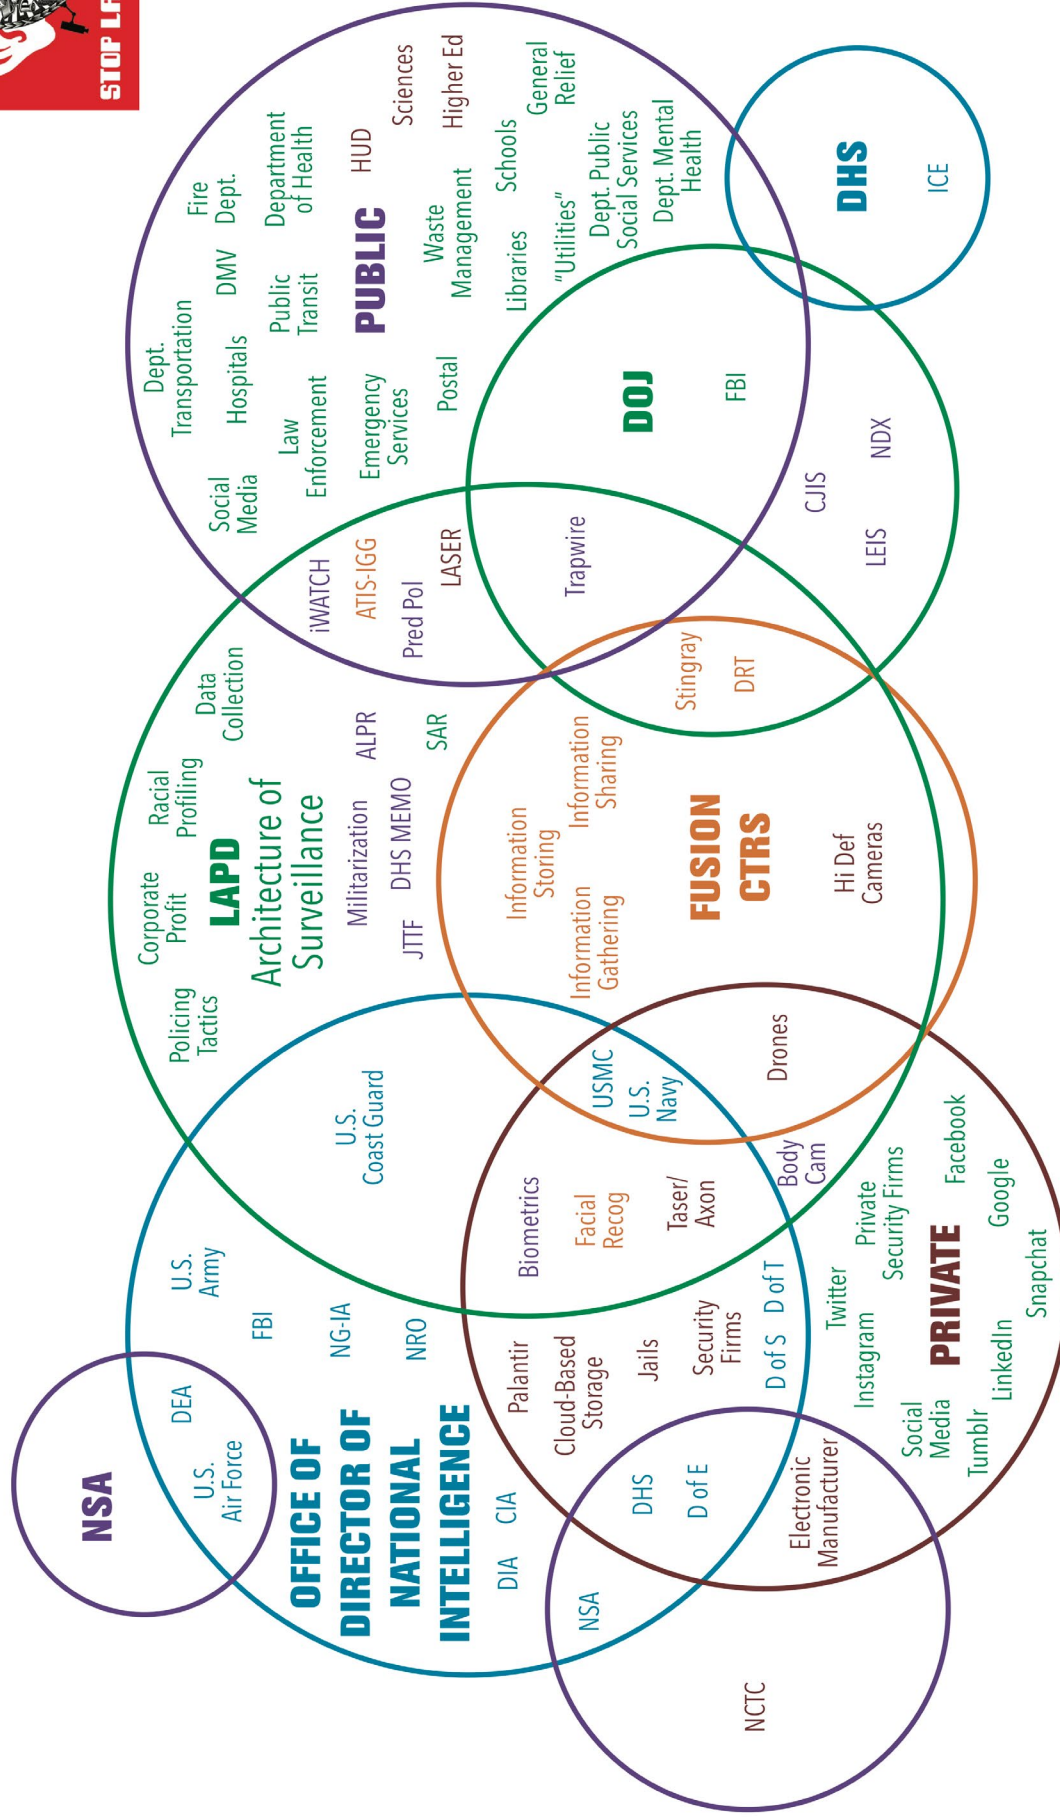 STOP
NSA
DEA
U.S.
Air Force
OFFICE OF
DIRECTOR OF
NATIONAL
INTELLIGENCE
U.S.
Army
FBI
NG-IA
NRO
DIA
CIA
U.S.
Coast Guard
NSA
NCTC
DHS
D of E
Electronic
Manufacturer
Palantir
Cloud-Based
Storage
Jails
Security
Firms
D of S
D of T
Biometrics
Facial
Recog
Taser/
Axon
Body
Cam
USMC
U.S.
Navy
Drones
PRIVATE
Social
Media
Tumblr
Instagram
Twitter
LinkedIn
Private
Security Firms
Snapchat
Google
Facebook
Policing
Tactics
Corporate
Profit
Racial
Profiling
Data
Collection
LAPD
Architecture of
Surveillance
Militarization
ALPR
JTTF
DHS MEMO
SAR
Information
Storing
Information
Gathering
Information
Sharing
FUSION
CTRS
Hi Def
Cameras
Stingray
DRT
iWATCH
ATIS-IGG
Pred Pol
LASER
Trapwire
Social
Media
Dept.
Transportation
Hospitals
DMV
Fire
Dept.
Law
Enforcement
Public
Transit
Department
of Health
PUBLIC
HUD
Emergency
Services
Sciences
Postal
Waste
Management
Higher Ed
Libraries
Schools
General
Relief
"Utilities"
Dept. Public
Social Services
Dept. Mental
Health
DOJ
FBI
CJIS
LEIS
NDX
DHS
ICE